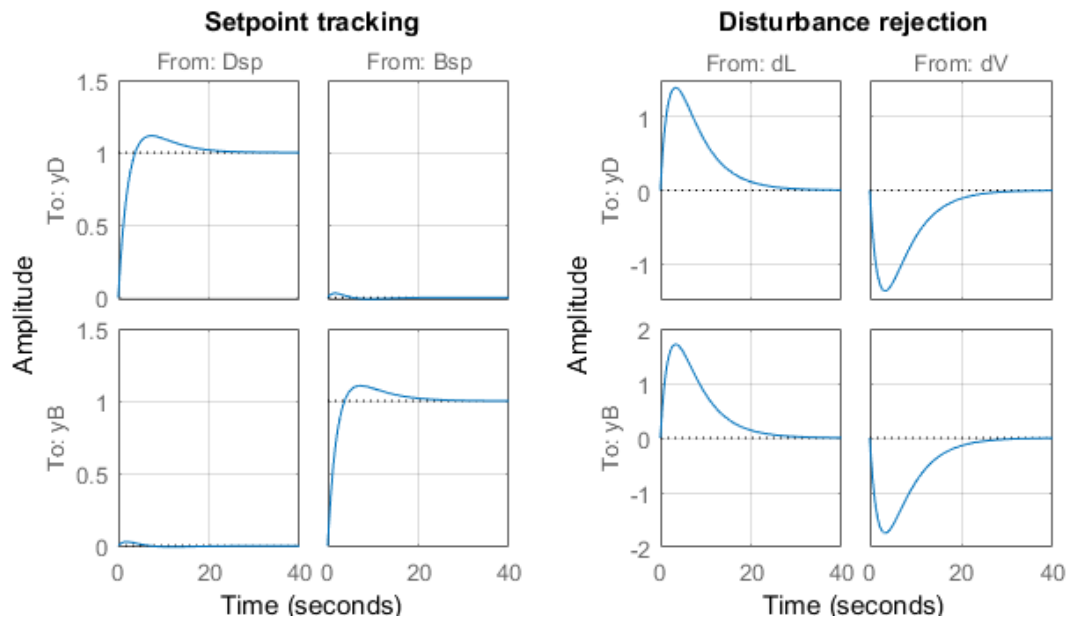 Setpoint tracking
From: Dsp
From: Bsp
Amplitude
To: yD
1.5
1
0.5
0
To: yB
1.5
1
0.5
0
0
20
40
0
20
40
Time (seconds)
Disturbance rejection
From: dL
From: dV
Amplitude
To: yD
1
0
-1
To: yB
2
1
0
-1
-2
0
20
40
0
20
40
Time (seconds)